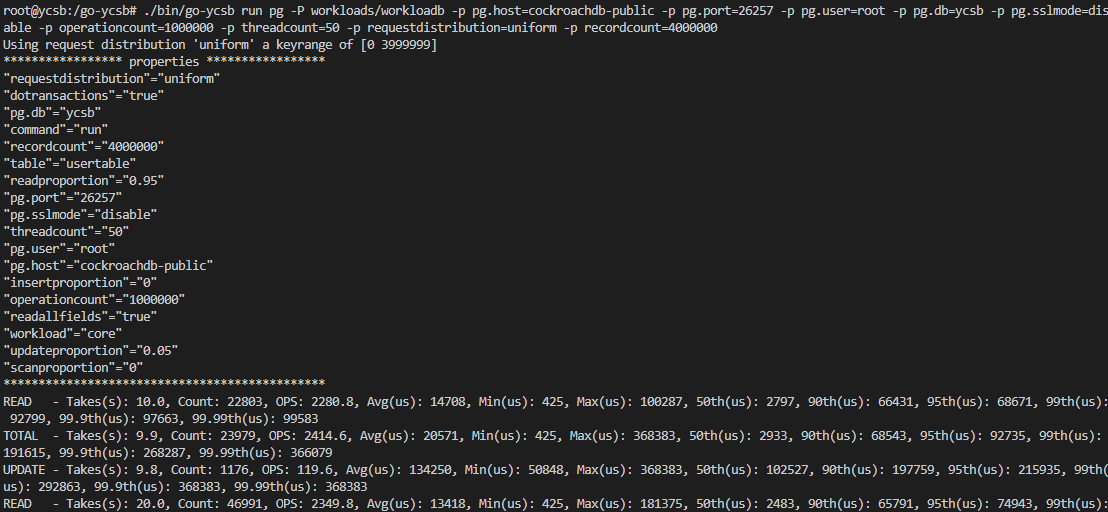 root@ycsb:/go-ycsb# ./bin/go-ycsb run pg -P workloads/workloadb -p pg.host=cockroachdb-public -p pg.port=26257 -p pg.user=root -p pg.db=ycsb -p pg.sslmode=dis
able -p operationcount=1000000 -p threadcount=50 -p requestdistribution=uniform -p recordcount=4000000
Using request distribution 'uniform' a keyrange of [0 3999999]
***************** properties *****************
"requestdistribution"="uniform"
"dotransactions"="true"
"pg.db"="ycsb"
"command"="run"
"recordcount"="4000000"
"table"="usertable"
"readproportion"="0.95"
"pg.port"="26257"
"pg.sslmode"="disable"
"threadcount"="50"
"pg.user"="root"
"pg.host"="cockroachdb-public"
"insertproportion"="0"
"operationcount"="1000000"
"readallfields"="true"
"workload"="core"
"updateproportion"="0.05"
"scanproportion"="0"
**********************************************
READ   - Takes(s): 10.0, Count: 22803, OPS: 2280.8, Avg(us): 14708, Min(us): 425, Max(us): 100287, 50th(us): 2797, 90th(us): 66431, 95th(us): 68671, 99th(us):
 92799, 99.9th(us): 97663, 99.99th(us): 99583
TOTAL  - Takes(s): 9.9, Count: 23979, OPS: 2414.6, Avg(us): 20571, Min(us): 425, Max(us): 368383, 50th(us): 2933, 90th(us): 68543, 95th(us): 92735, 99th(us):
191615, 99.9th(us): 268287, 99.99th(us): 366079
UPDATE - Takes(s): 9.8, Count: 1176, OPS: 119.6, Avg(us): 134250, Min(us): 50848, Max(us): 368383, 50th(us): 102527, 90th(us): 197759, 95th(us): 215935, 99th(
us): 292863, 99.9th(us): 368383, 99.99th(us): 368383
READ   - Takes(s): 20.0, Count: 46991, OPS: 2349.8, Avg(us): 13418, Min(us): 425, Max(us): 181375, 50th(us): 2483, 90th(us): 65791, 95th(us): 74943, 99th(us):